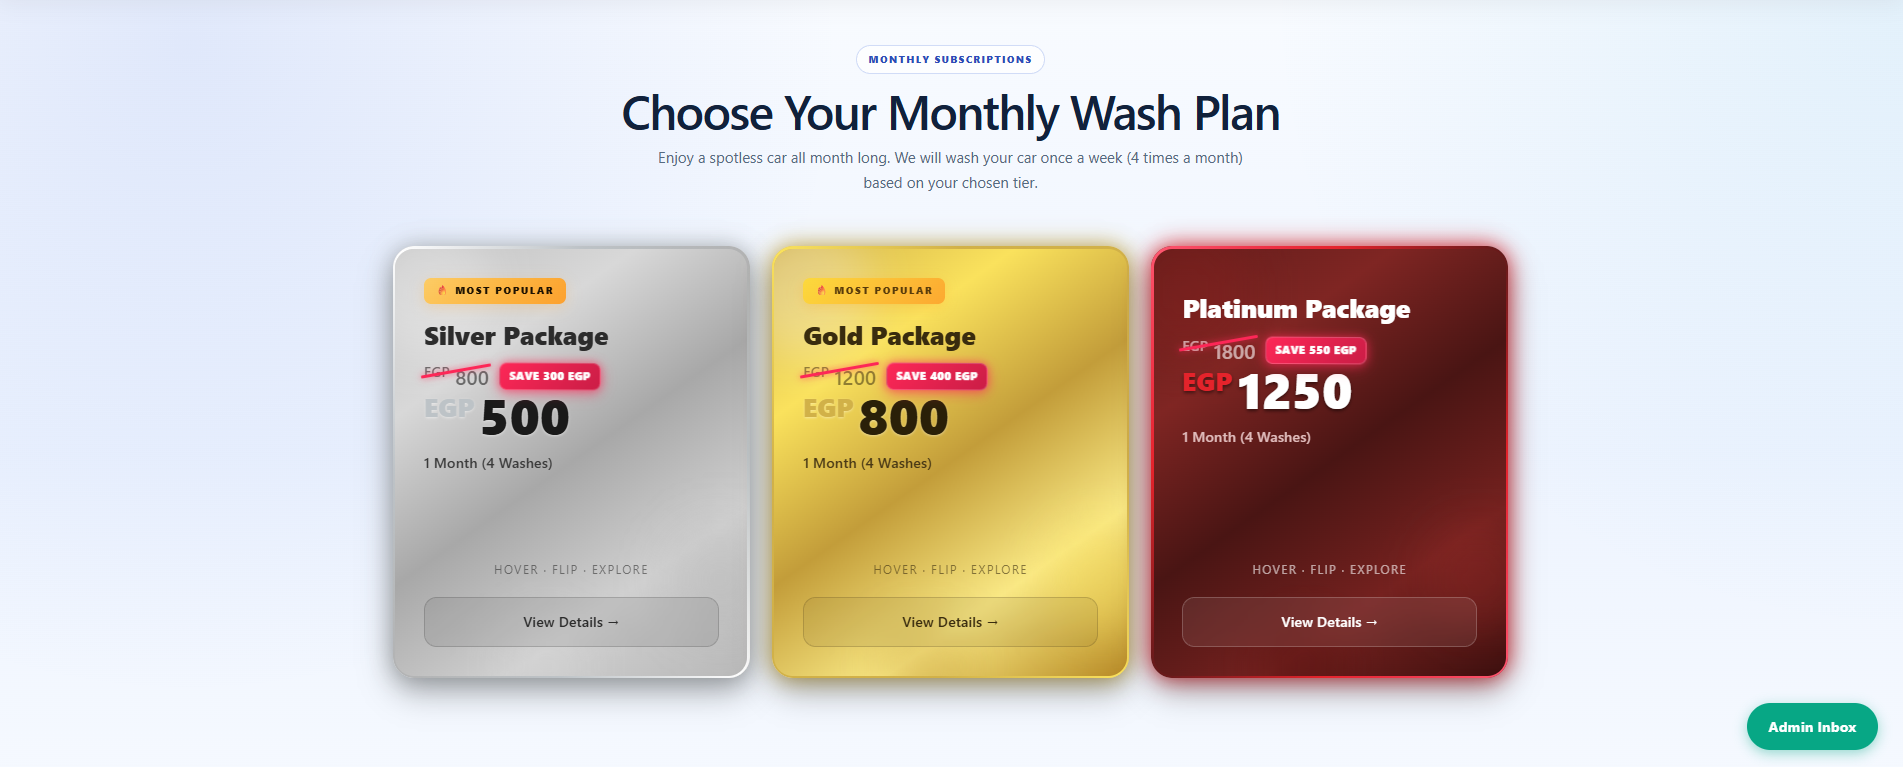 MONTHLY SUBSCRIPTIONS
Choose Your Monthly Wash Plan
Enjoy a spotless car all month long. We will wash your car once a week (4 times a month)
based on your chosen tier.
🔥 MOST POPULAR
Silver Package
EGP 800 SAVE 300 EGP
EGP 500
1 Month (4 Washes)
HOVER · FLIP · EXPLORE
View Details →
🔥 MOST POPULAR
Gold Package
EGP 1200 SAVE 400 EGP
EGP 800
1 Month (4 Washes)
HOVER · FLIP · EXPLORE
View Details →
Platinum Package
EGP 1800 SAVE 550 EGP
EGP 1250
1 Month (4 Washes)
HOVER · FLIP · EXPLORE
View Details →
Admin Inbox